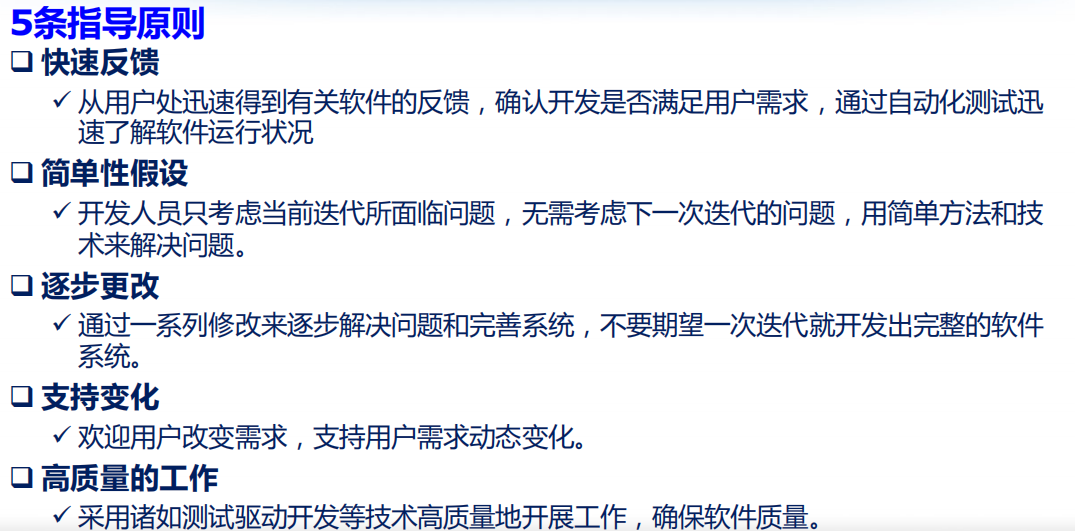 5条指导原则
❑ 快速反馈
✓ 从用户处迅速得到有关软件的反馈，确认开发是否满足用户需求，通过自动化测试迅
速了解软件运行状况
❑ 简单性假设
✓ 开发人员只考虑当前迭代所面临问题，无需考虑下一次迭代的问题，用简单方法和技
术来解决问题。
❑ 逐步更改
✓ 通过一系列修改来逐步解决问题和完善系统，不要期望一次迭代就开发出完整的软件
系统。
❑ 支持变化
✓ 欢迎用户改变需求，支持用户需求动态变化。
❑ 高质量的工作
✓ 采用诸如测试驱动开发等技术高质量地开展工作，确保软件质量。